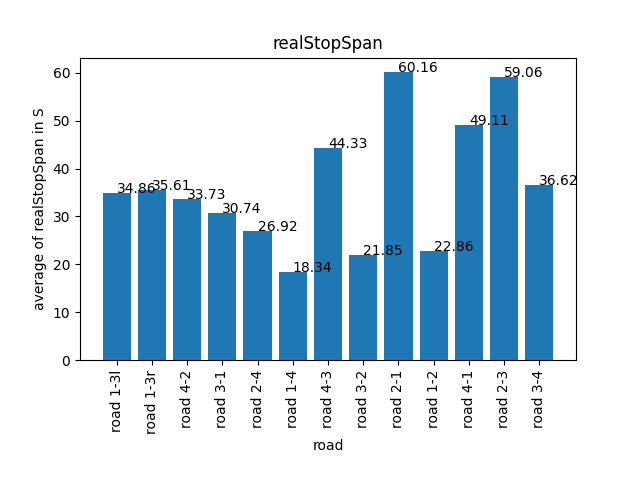 realStopSpan
average of realStopSpan in S
60
50
40
30
20
10
0
34.86
35.61
33.73
30.74
26.92
18.34
44.33
21.85
60.16
22.86
49.11
59.06
36.62
road 1-3l
road 1-3r
road 4-2
road 3-1
road 2-4
road 1-4
road 4-3
road 3-2
road 2-1
road 1-2
road 4-1
road 2-3
road 3-4
road